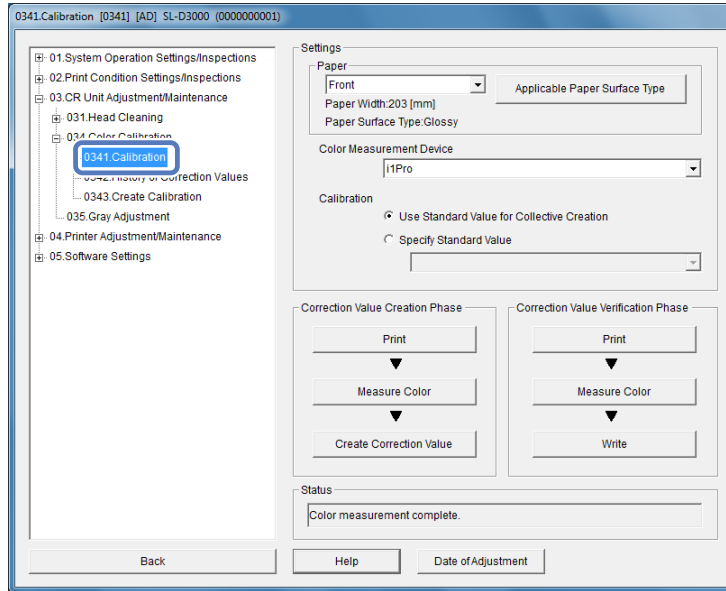 0341.Calibration [0341] [AD] SL-D3000 (0000000001)
01.System Operation Settings/Inspections
02.Print Condition Settings/Inspections
03.CR Unit Adjustment/Maintenance
031.Head Cleaning
034.Color Calibration
0341.Calibration
0342.History of Correction Values
0343.Create Calibration
035.Gray Adjustment
04.Printer Adjustment/Maintenance
05.Software Settings
Back
Settings
Paper
Front
Applicable Paper Surface Type
Paper Width:203 [mm]
Paper Surface Type:Glossy
Color Measurement Device
i1Pro
Calibration
Use Standard Value for Collective Creation
Specify Standard Value
Correction Value Creation Phase
Print
Measure Color
Create Correction Value
Correction Value Verification Phase
Print
Measure Color
Write
Status
Color measurement complete.
Help
Date of Adjustment